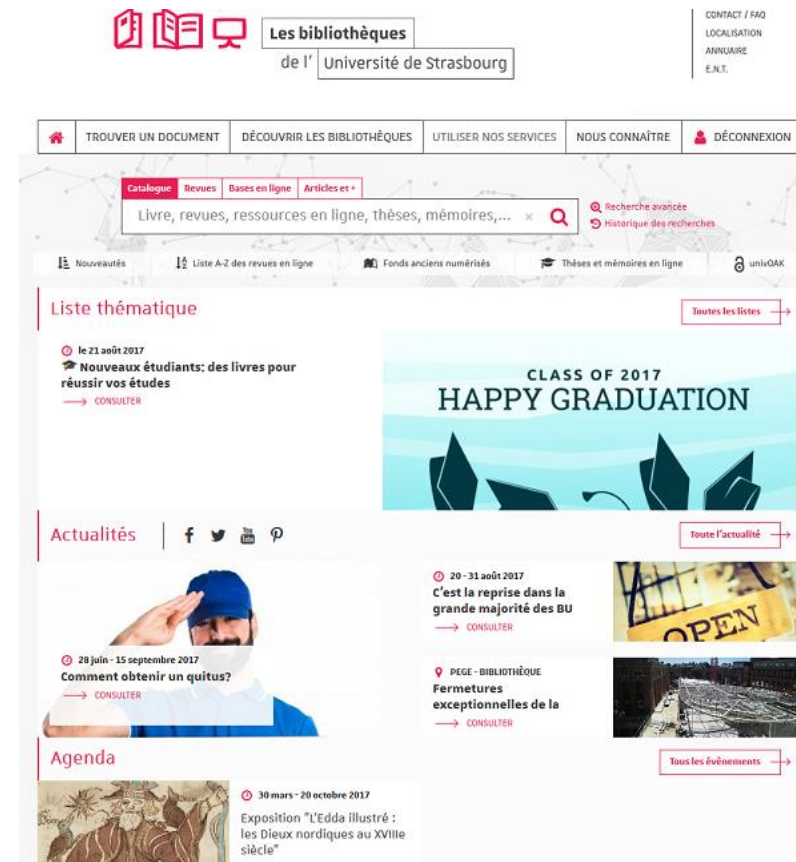 Les bibliothèques
de l' Université de Strasbourg
CONTACT / FAQ
LOCALISATION
ANNUAIRE
E.N.T.
TROUVER UN DOCUMENT DÉCOUVRIR LES BIBLIOTHÈQUES UTILISER NOS SERVICES NOUS CONNAÎTRE DÉCONNEXION
Catalogue Revues Bases en ligne Articles et +
Livre, revues, ressources en ligne, thèses, mémoires,... ×
Recherche avancée
Historique des recherches
Nouveautés Liste A-Z des revues en ligne Fonds anciens numérisés Thèses et mémoires en ligne univOAK
Liste thématique
Toutes les listes
le 21 août 2017
Nouveaux étudiants: des livres pour
réussir vos études
CONSULTER
CLASS OF 2017
HAPPY GRADUATION
Actualités
You Tube
Toute l'actualité
28 juin - 15 septembre 2017
Comment obtenir un quitus?
CONSULTER
20 - 31 août 2017
C'est la reprise dans la
grande majorité des BU
CONSULTER
OPEN
PEGE - BIBLIOTHÈQUE
Fermetures
exceptionnelles de la
CONSULTER
Agenda
Tous les évènements
30 mars - 20 octobre 2017
Exposition "L'Edda illustré :
les Dieux nordiques au XVIIIe
siècle"